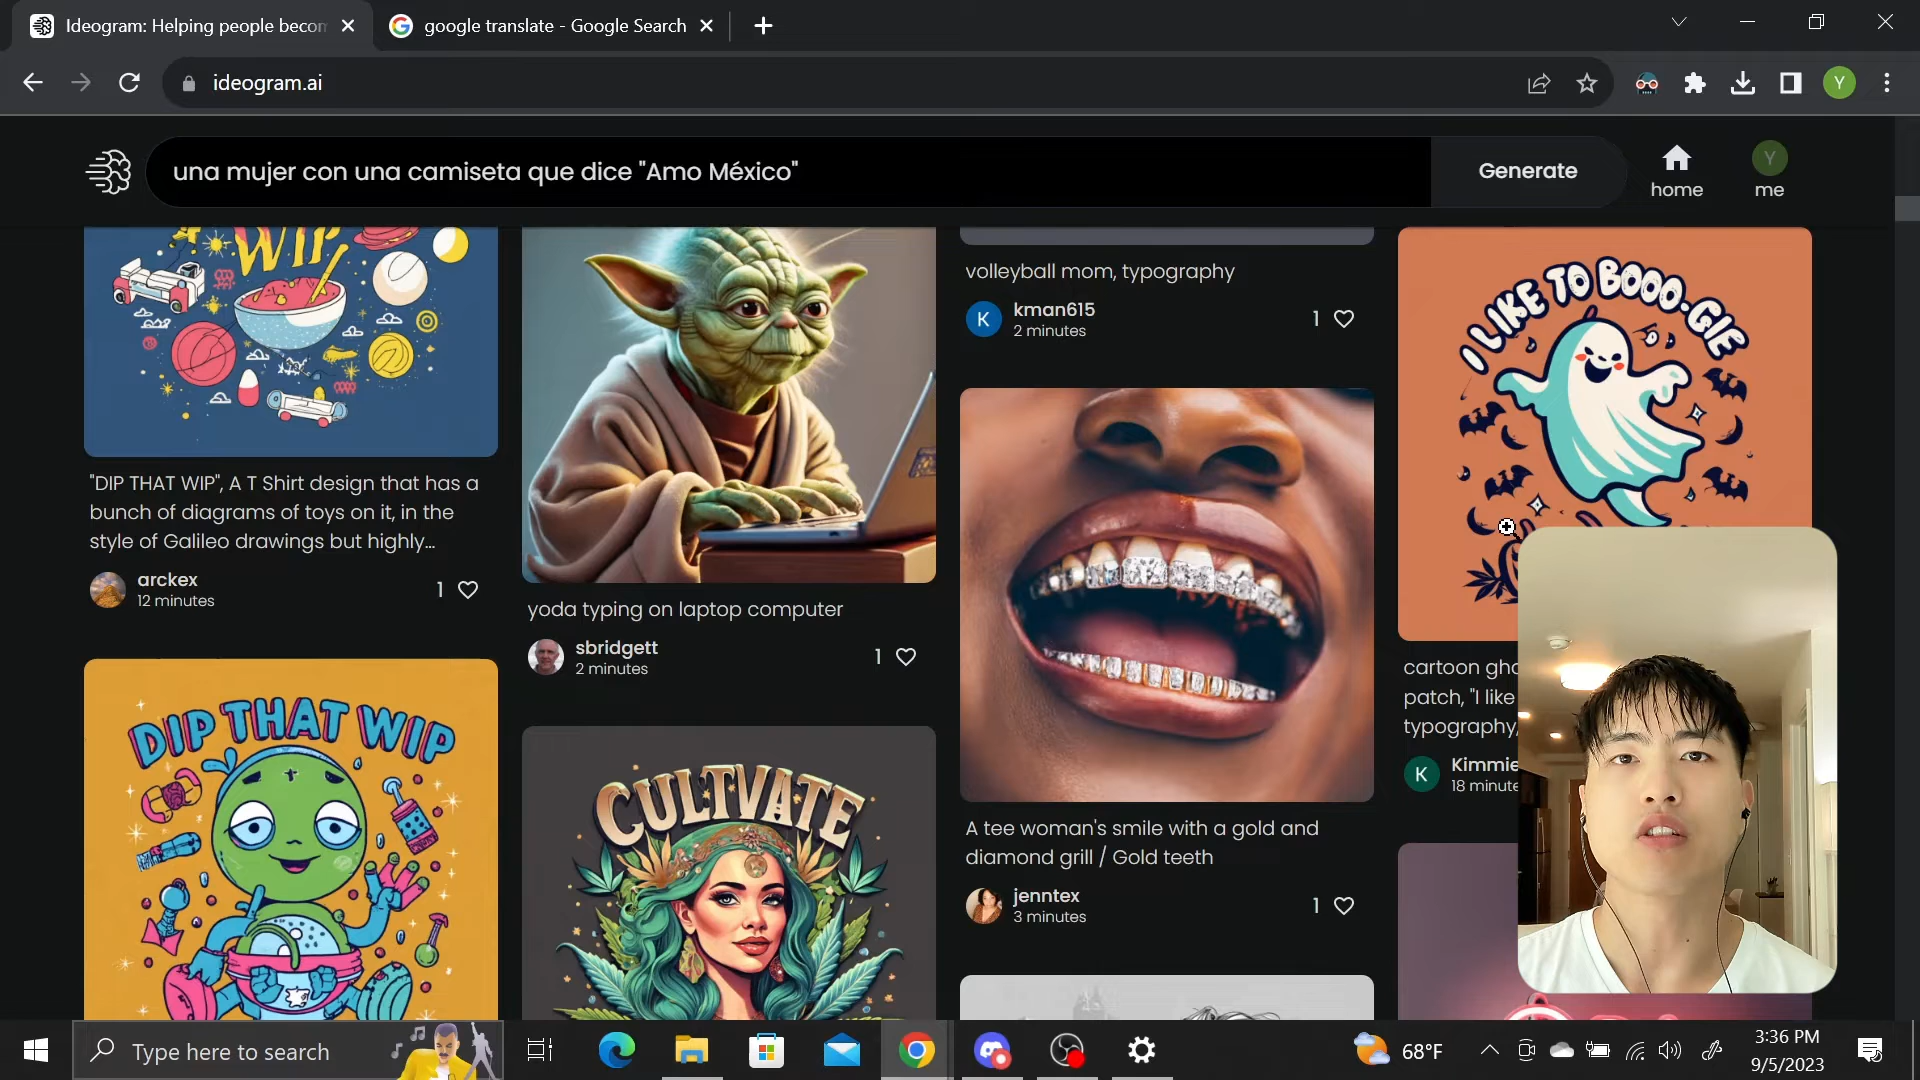 Ideogram: Helping people becom
google translate - Google Search
ideogram.ai
Y
una mujer con una camiseta que dice "Amo México"
Generate
home
Y
me
WIP
"DIP THAT WIP", A T Shirt design that has a
bunch of diagrams of toys on it, in the
style of Galileo drawings but highly...
arckex
12 minutes
1
DIP THAT WIP
yoda typing on laptop computer
sbridgett
2 minutes
1
CULTVATE
volleyball mom, typography
K
kman615
2 minutes
1
A tee woman's smile with a gold and
diamond grill / Gold teeth
jenntex
3 minutes
1
I LIKE TO BOOO-GIE
cartoon gho
patch, "I like
typography,
K
Kimmie
18 minute
Type here to search
68°F
3:36 PM
9/5/2023